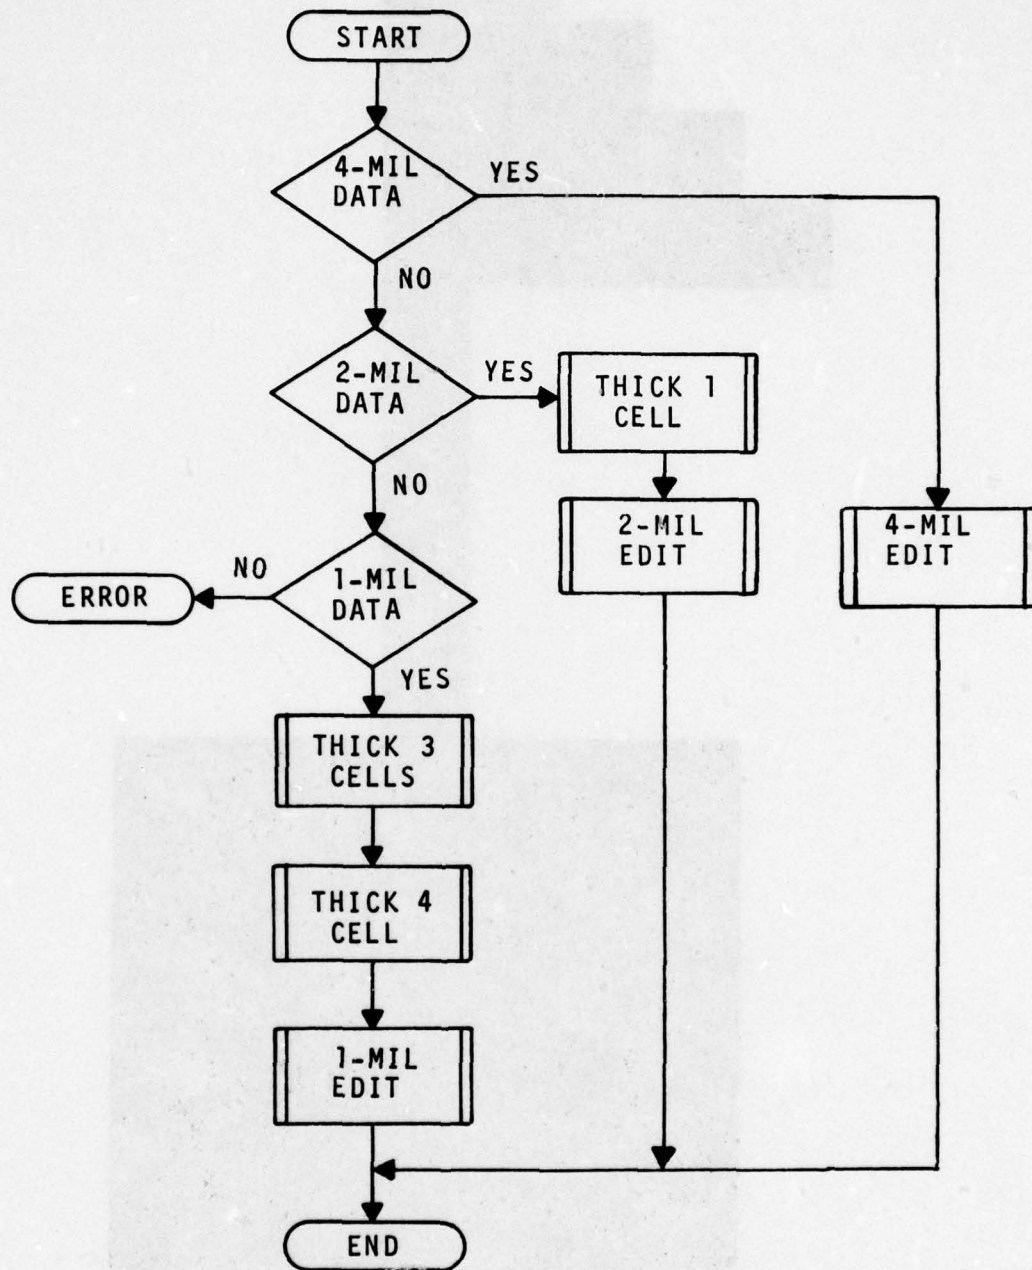 START
4-MIL
DATA
YES
NO
2-MIL
DATA
YES
THICK 1
CELL
NO
2-MIL
EDIT
4-MIL
EDIT
1-MIL
DATA
NO
ERROR
YES
THICK 3
CELLS
THICK 4
CELL
1-MIL
EDIT
END